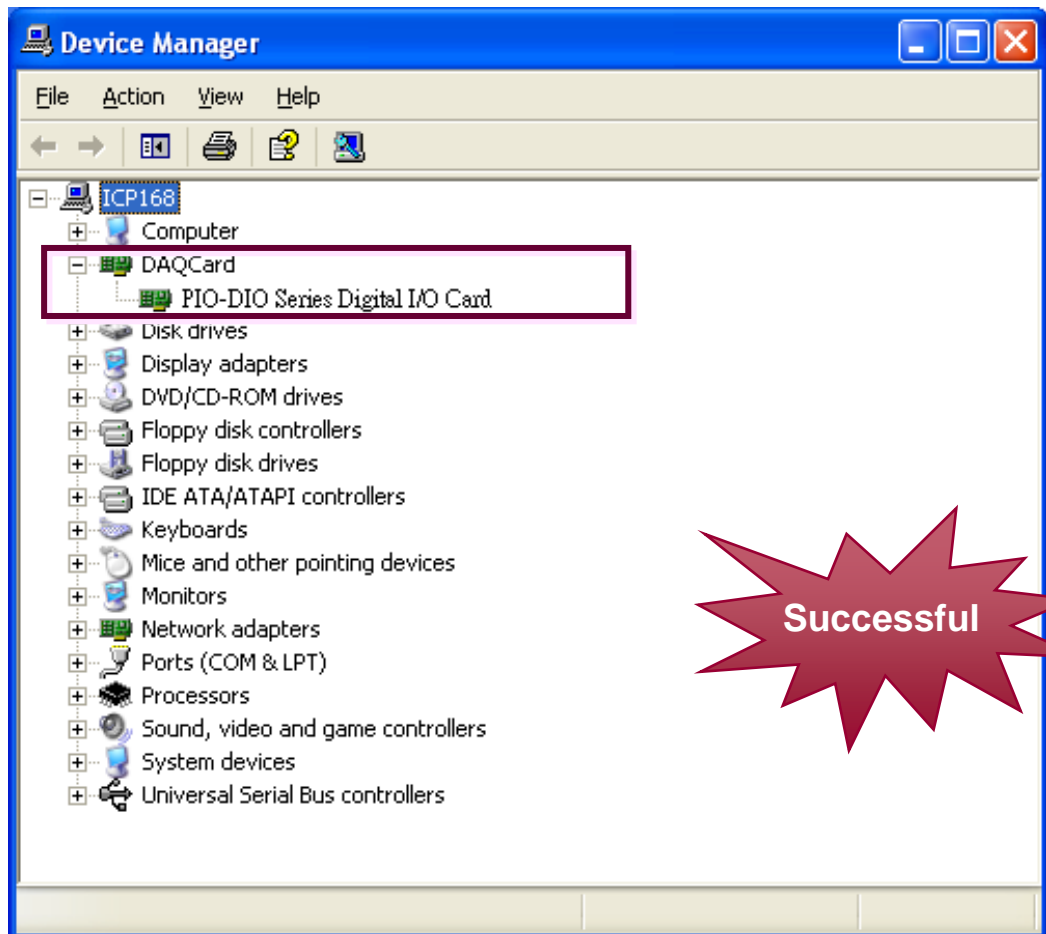 Device Manager
File Action View Help
ICP168
Computer
DAQCard
PIO-DIO Series Digital I/O Card
Disk drives
Display adapters
DVD/CD-ROM drives
Floppy disk controllers
Floppy disk drives
IDE ATA/ATAPI controllers
Keyboards
Mice and other pointing devices
Monitors
Successful
Network adapters
Ports (COM & LPT)
Processors
Sound, video and game controllers
System devices
Universal Serial Bus controllers